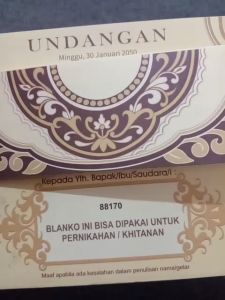 UNDANGAN
Minggu, 30 Januari 2050
Kepada Yth. Bapak/Ibu/Saudara/i :
88170
BLANKO INI BISA DIPAKAI UNTUK
PERNIKAHAN / KHITANAN
Maaf apabila ada kesalahan dalam penulisan nama/gelar